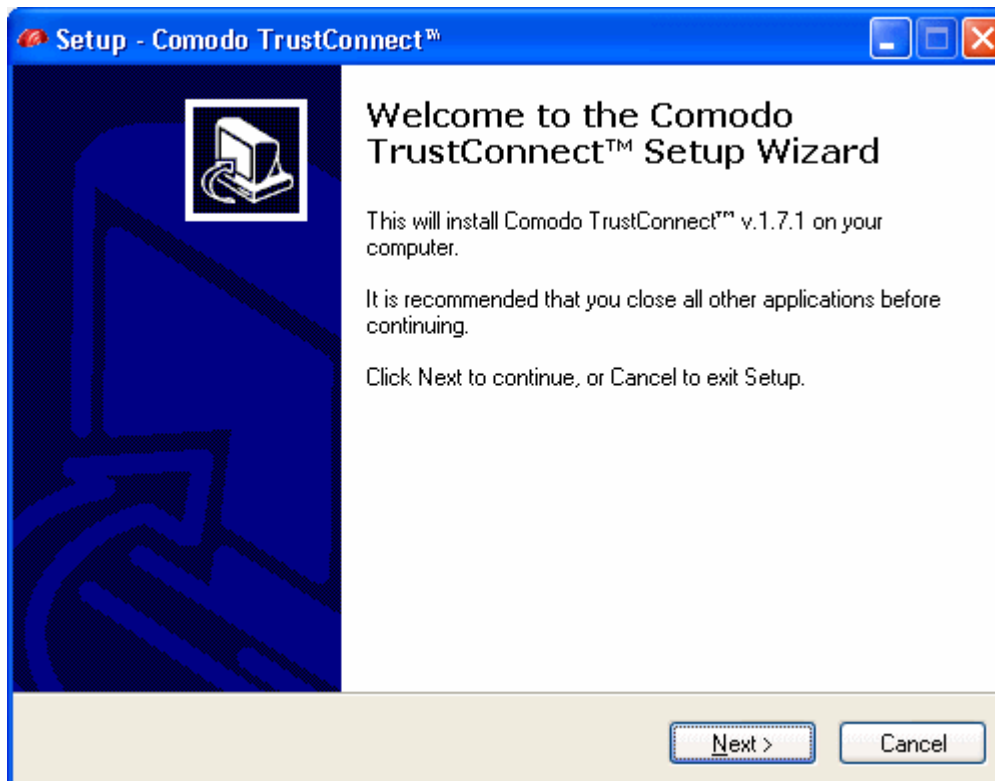 Setup - Comodo TrustConnect™
Welcome to the Comodo
TrustConnect™ Setup Wizard
This will install Comodo TrustConnect™ v.1.7.1 on your
computer.
It is recommended that you close all other applications before
continuing.
Click Next to continue, or Cancel to exit Setup.
Next >
Cancel